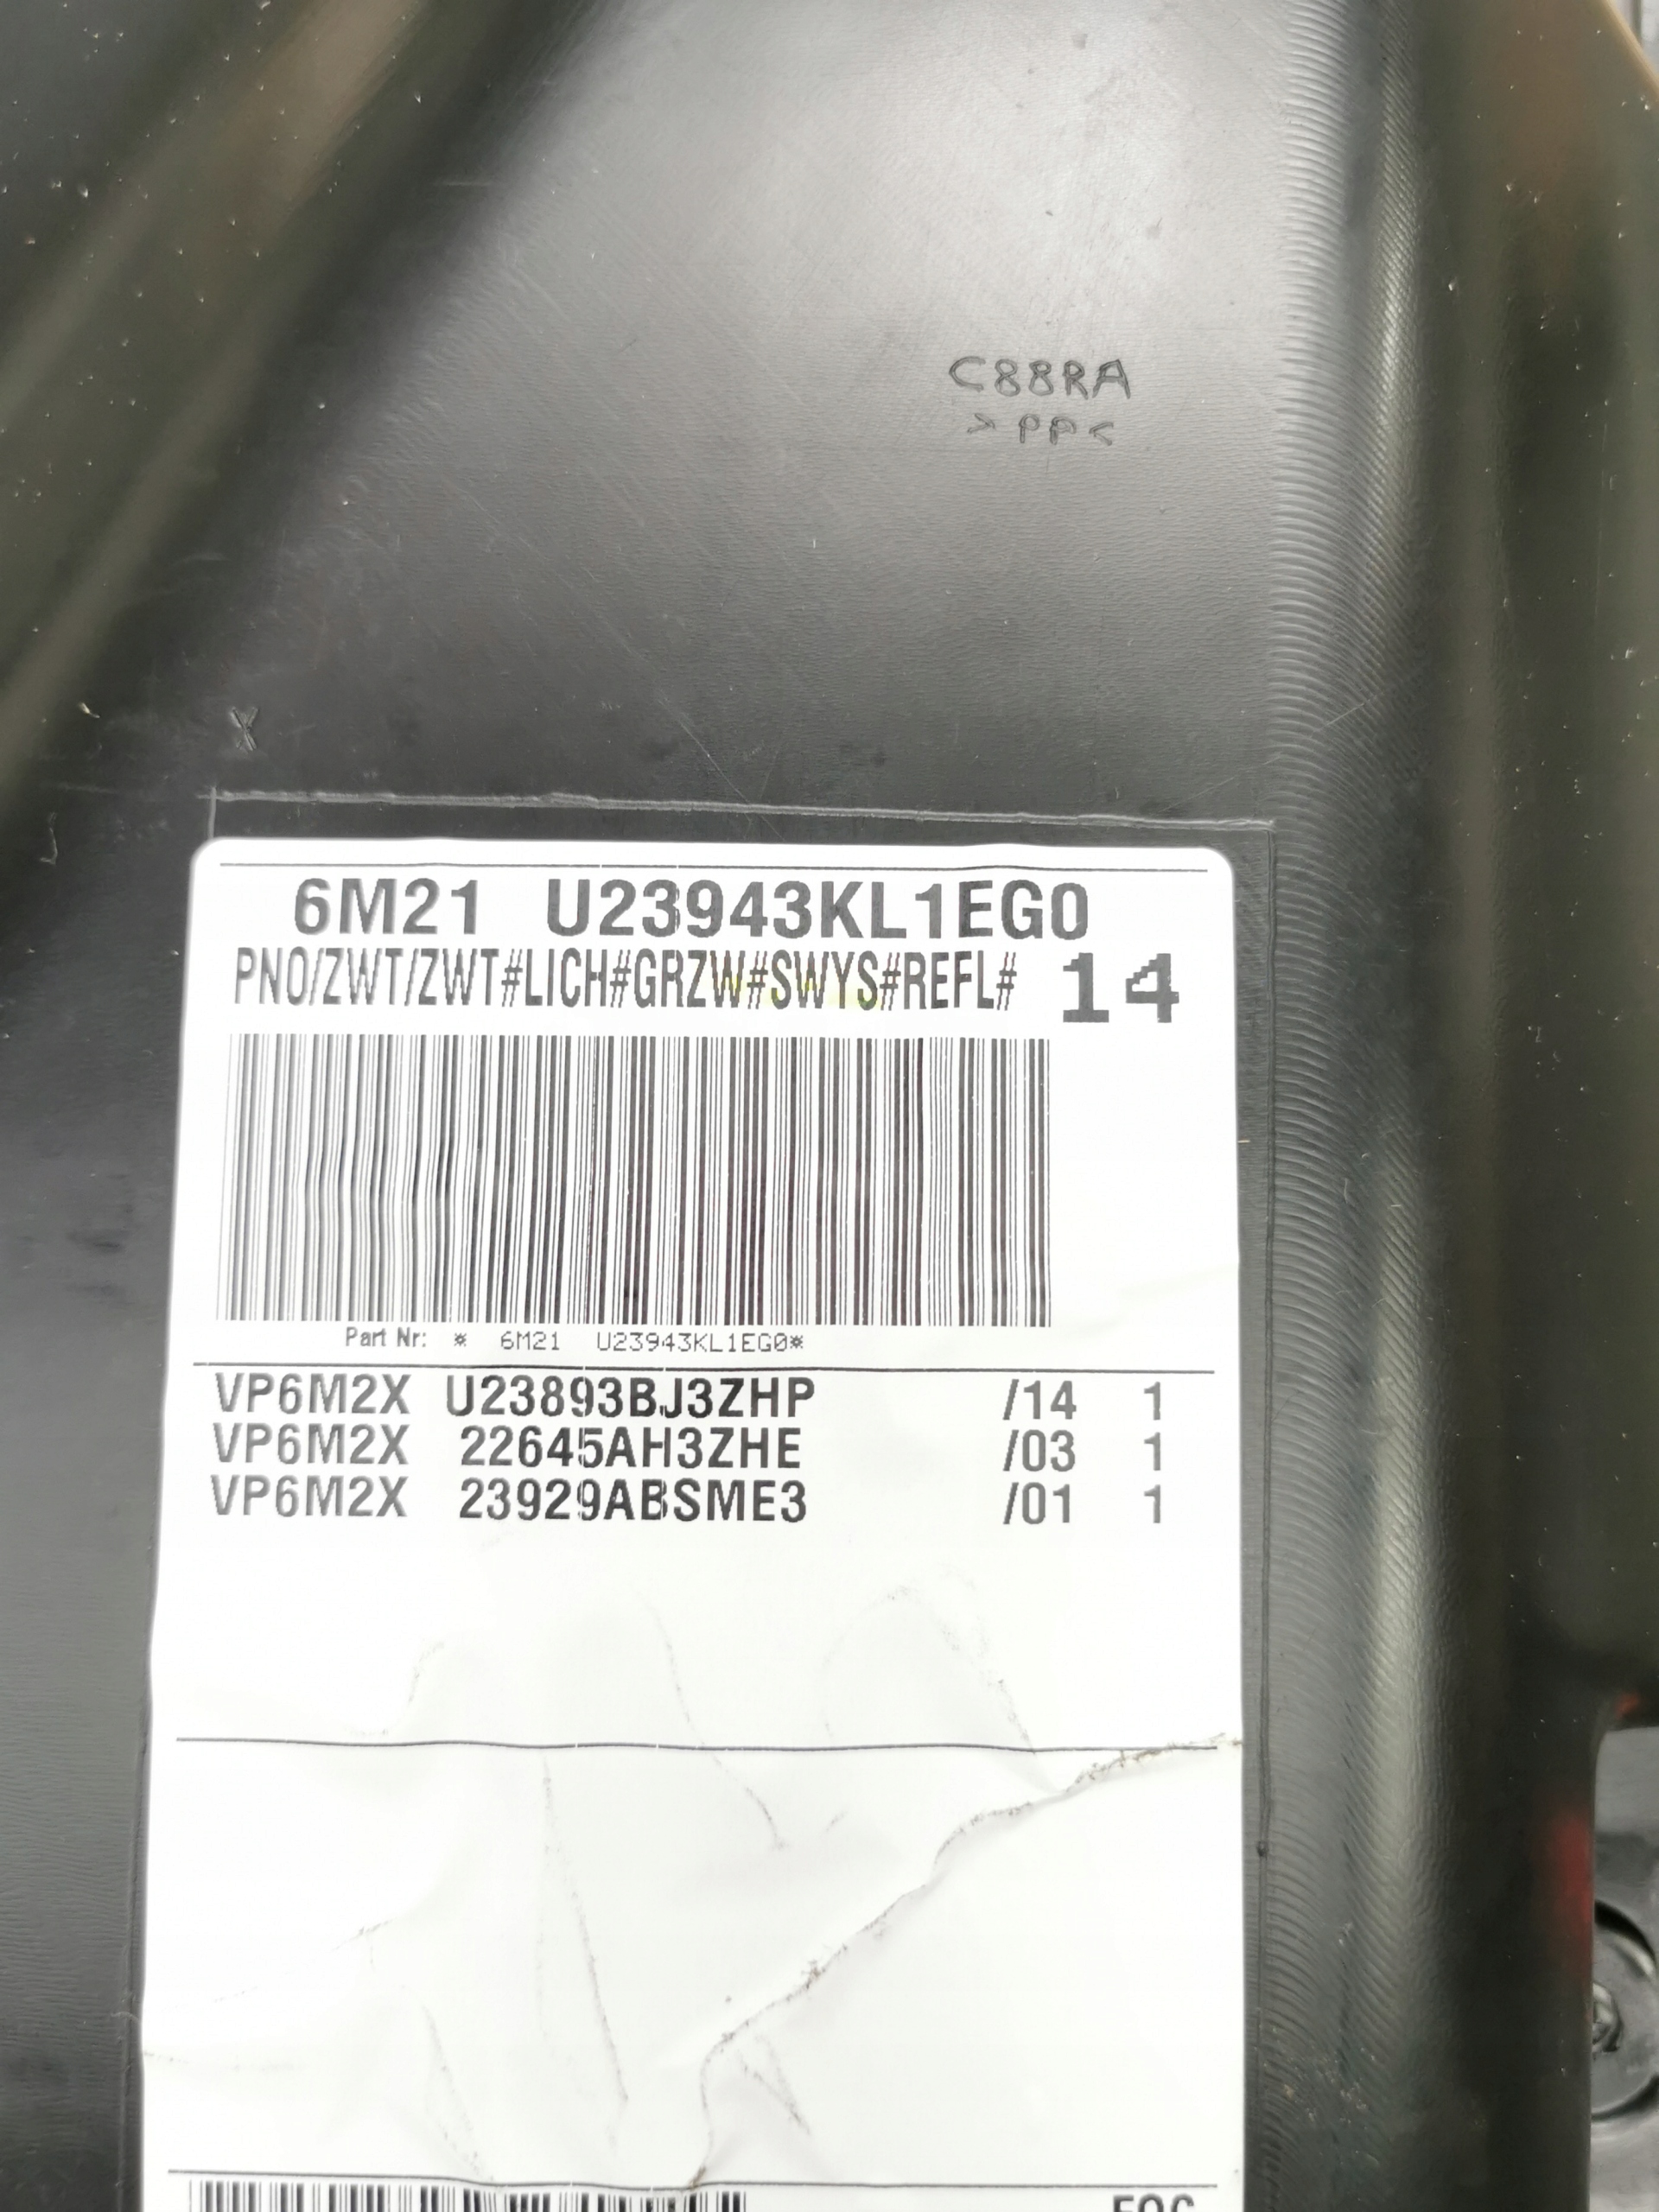 C88RA
>PP<
6M21 U23943KL1EG0
PNO/ZWT/ZWT#LICH#GRZW#SWYS#REFL# 14
Part Nr: * 6M21 U23943KL1EG0*
VP6M2X U23893BJ3ZHP /14 1
VP6M2X 22645AH3ZHE /03 1
VP6M2X 23929ABSME3 /01 1